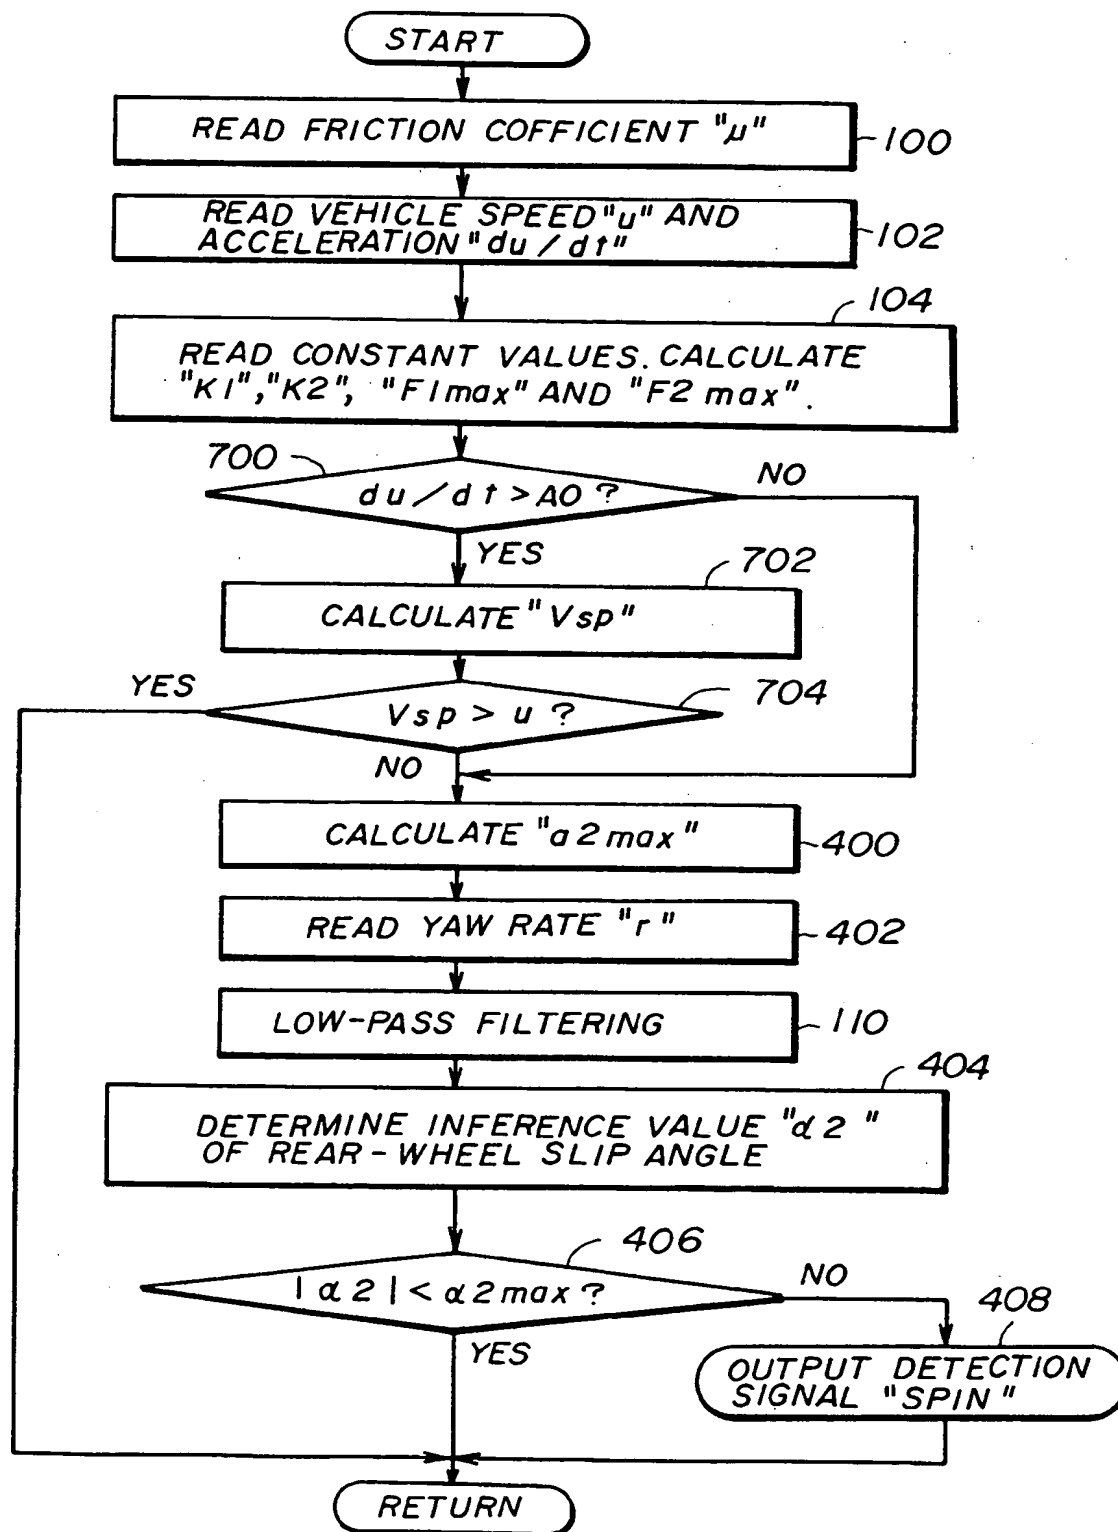 START
READ FRICTION COFFICIENT "μ"
100
READ VEHICLE SPEED "u" AND
ACCELERATION "du/dt"
102
104
READ CONSTANT VALUES. CALCULATE
"K1", "K2", "F1max" AND "F2max".
700
du/dt > A0 ?
NO
YES
702
CALCULATE "Vsp"
YES
704
Vsp > u ?
NO
CALCULATE "a2max"
400
READ YAW RATE "r"
402
LOW-PASS FILTERING
110
404
DETERMINE INFERENCE VALUE "α2"
OF REAR-WHEEL SLIP ANGLE
406
|α2| < α2max ?
NO
408
YES
OUTPUT DETECTION
SIGNAL "SPIN"
RETURN